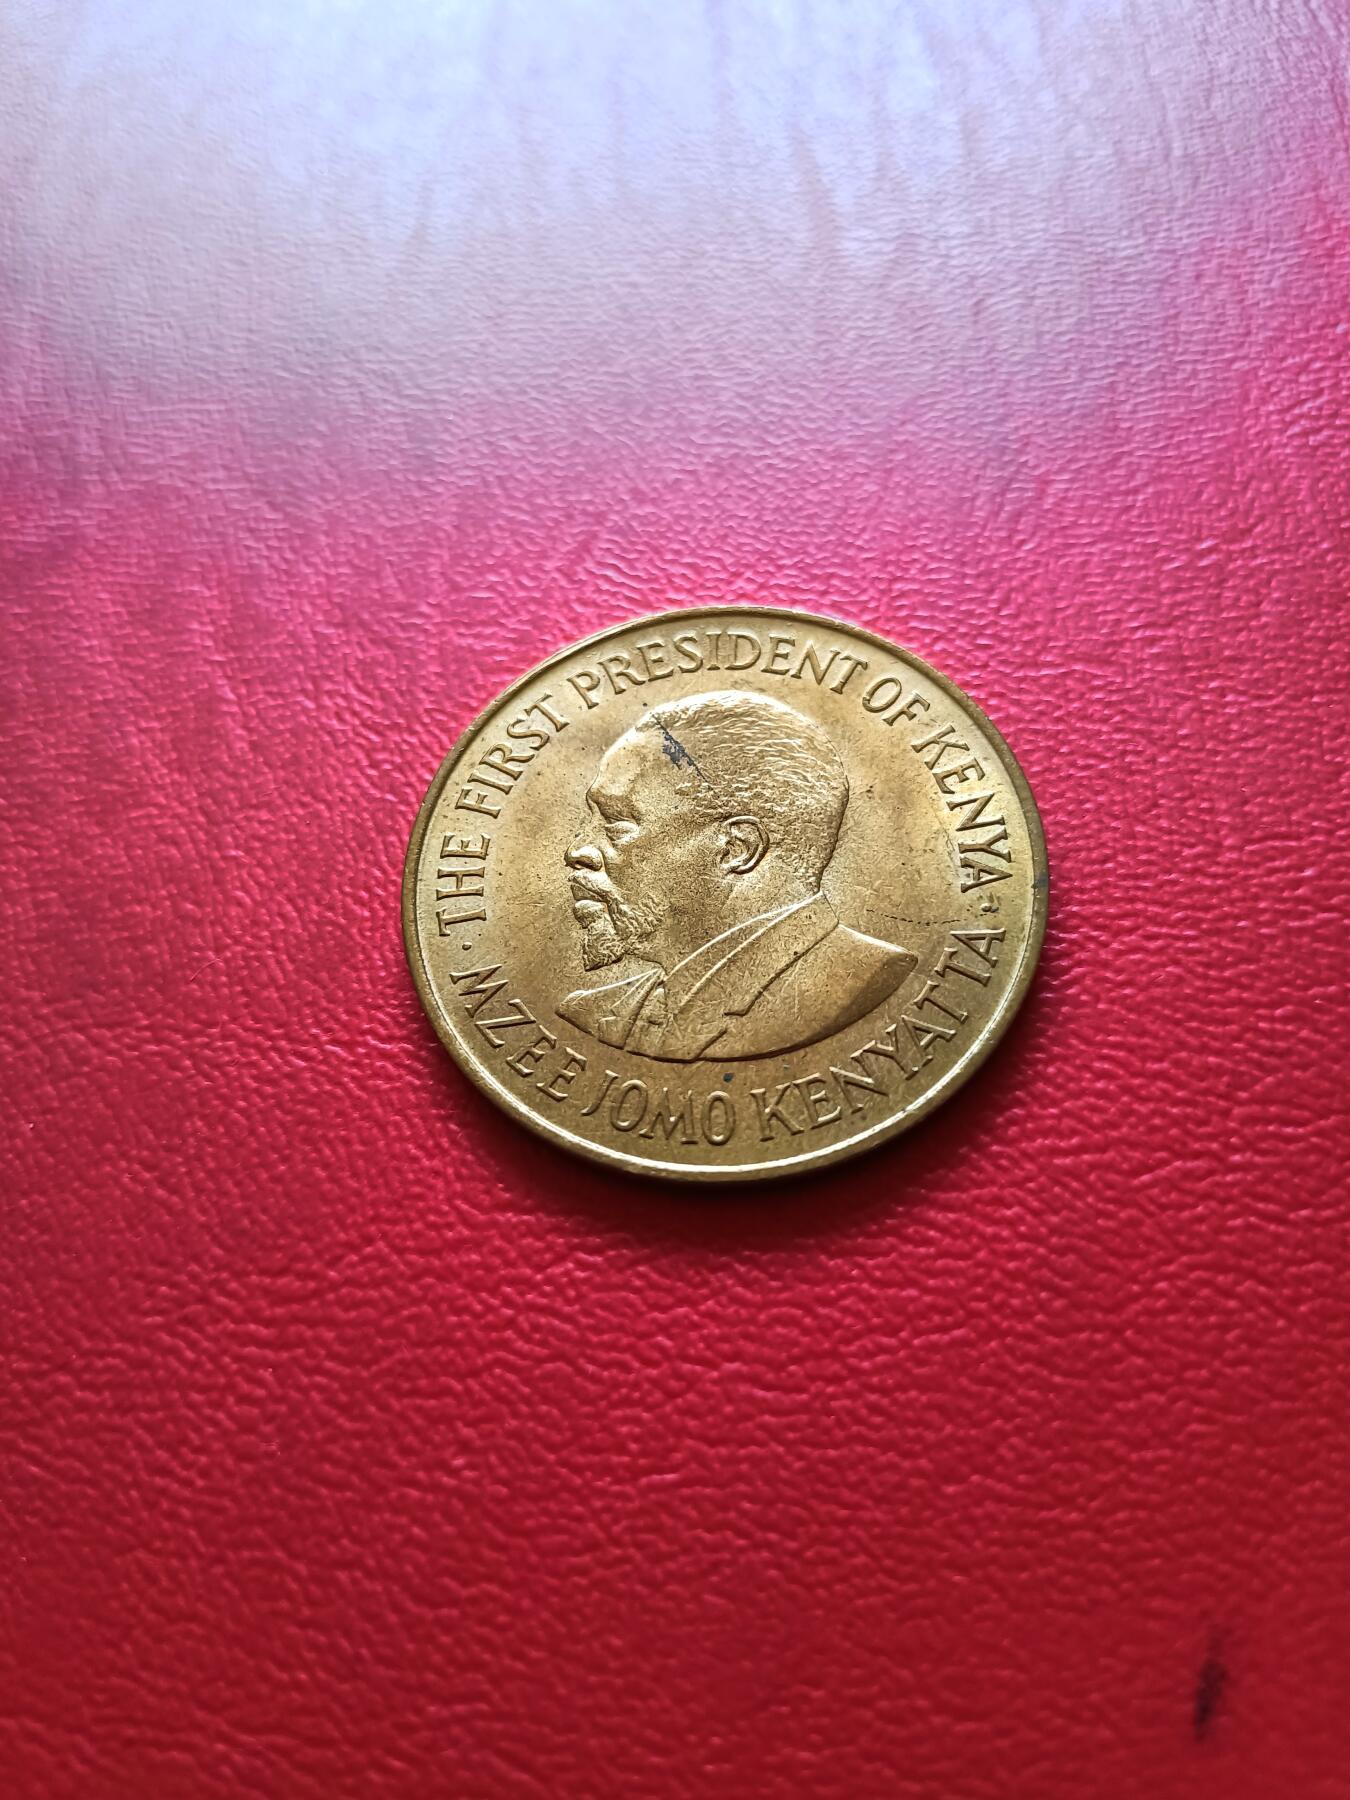 · THE FIRST PRESIDENT OF KENYA ·
MZEE JOMO KENYATTA